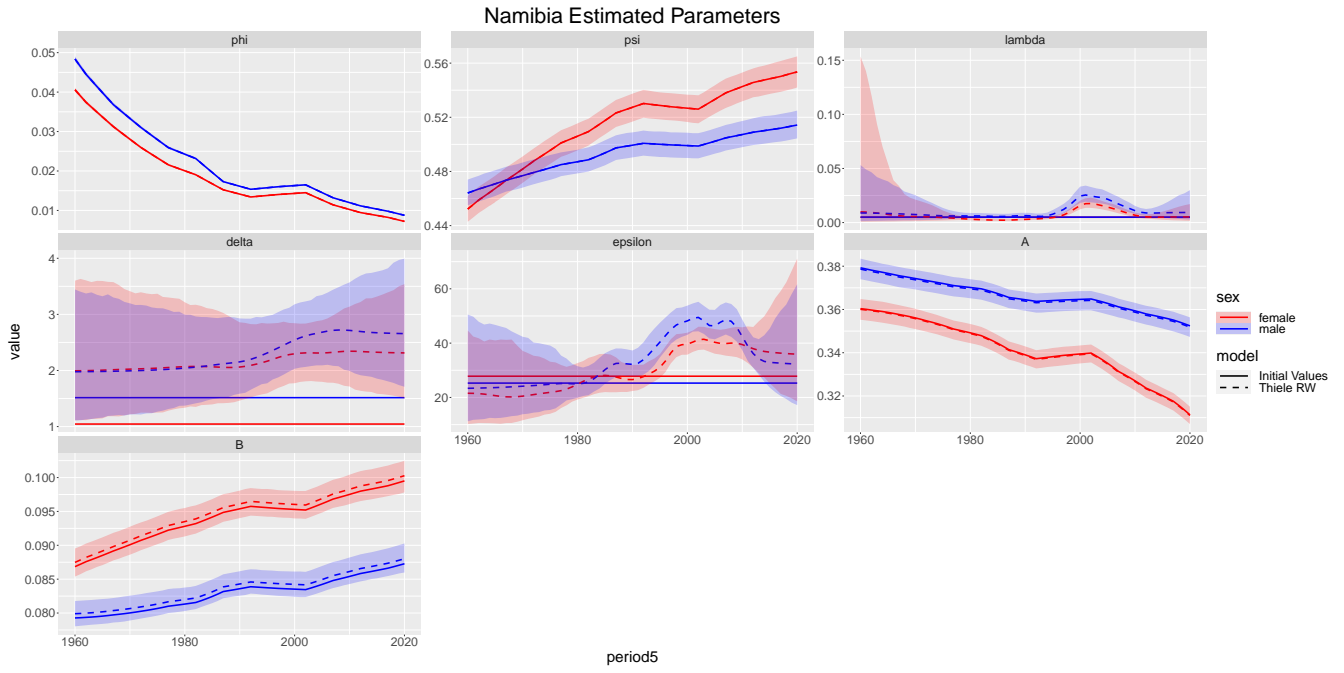 Namibia Estimated Parameters
phi
psi
lambda
0.05
0.04
0.03
0.02
0.01
0.56
0.52
0.48
0.44
0.15
0.10
0.05
0.00
delta
epsilon
A
4
3
2
1
60
40
20
0.38
0.36
0.34
0.32
1960
1980
2000
2020
1960
1980
2000
2020
B
0.100
0.095
0.090
0.085
0.080
1960
1980
2000
2020
value
period5
sex
female
male
model
Initial Values
Thiele RW